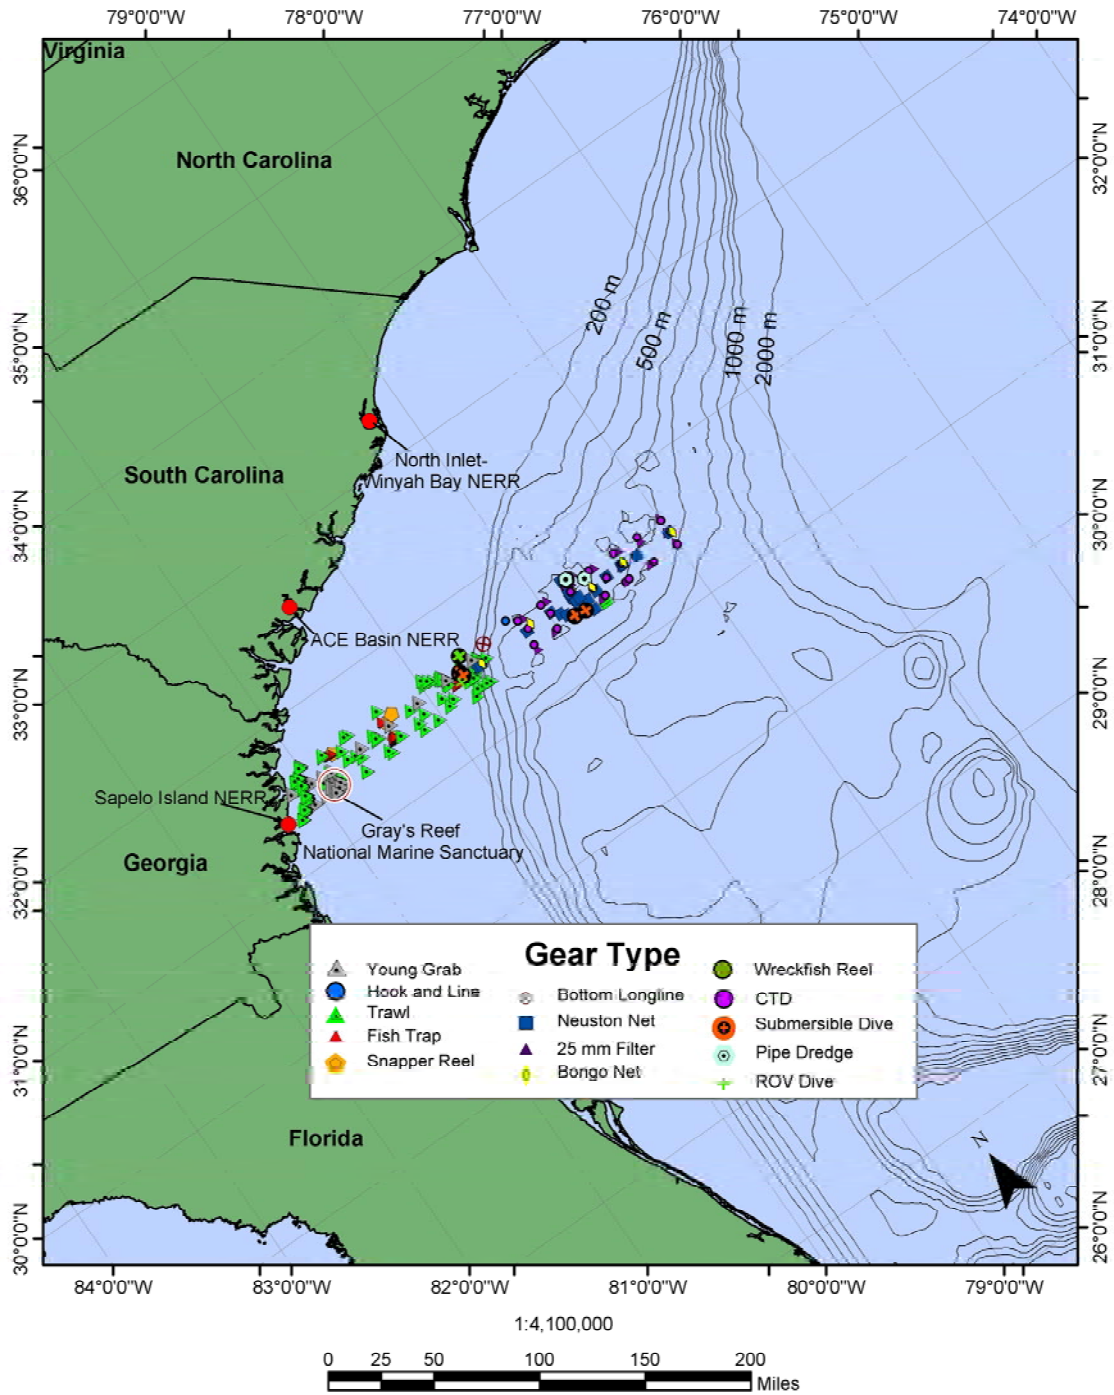 79°0'0"W 78°0'0"W 77°0'0"W 76°0'0"W 75°0'0"W 74°0'0"W
Virginia
North Carolina
36°0'0"N
32°0'0"N
200 m
500 m
1000 m
2000 m
35°0'0"N
31°0'0"N
North Inlet-
Winyah Bay NERR
South Carolina
34°0'0"N
30°0'0"N
ACE Basin NERR
33°0'0"N
29°0'0"N
Sapelo Island NERR
Gray's Reef
National Marine Sanctuary
Georgia
32°0'0"N
28°0'0"N
Gear Type
Young Grab
Hook and Line
Trawl
Fish Trap
Snapper Reel
Bottom Longline
Neuston Net
25 mm Filter
Bongo Net
Wreckfish Reel
CTD
Submersible Dive
Pipe Dredge
ROV Dive
31°0'0"N
27°0'0"N
Florida
N
30°0'0"N
26°0'0"N
84°0'0"W 83°0'0"W 82°0'0"W 81°0'0"W 80°0'0"W 79°0'0"W
1:4,100,000
0 25 50 100 150 200
Miles